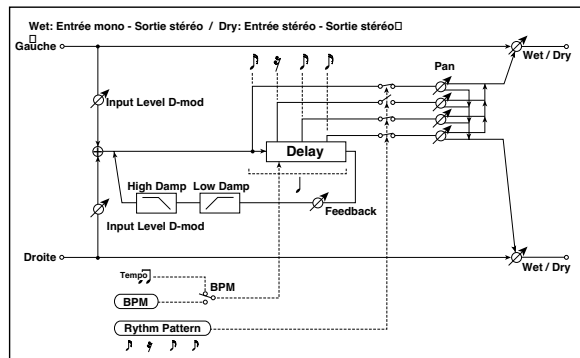 Wet: Entrée mono - Sortie stéréo / Dry: Entrée stéréo - Sortie stéréo
Gauche
Wet / Dry
Pan
Input Level D-mod
Delay
High Damp
Low Damp
Feedback
Input Level D-mod
Droite
Wet / Dry
Tempo
BPM
BPM
Rythm Pattern